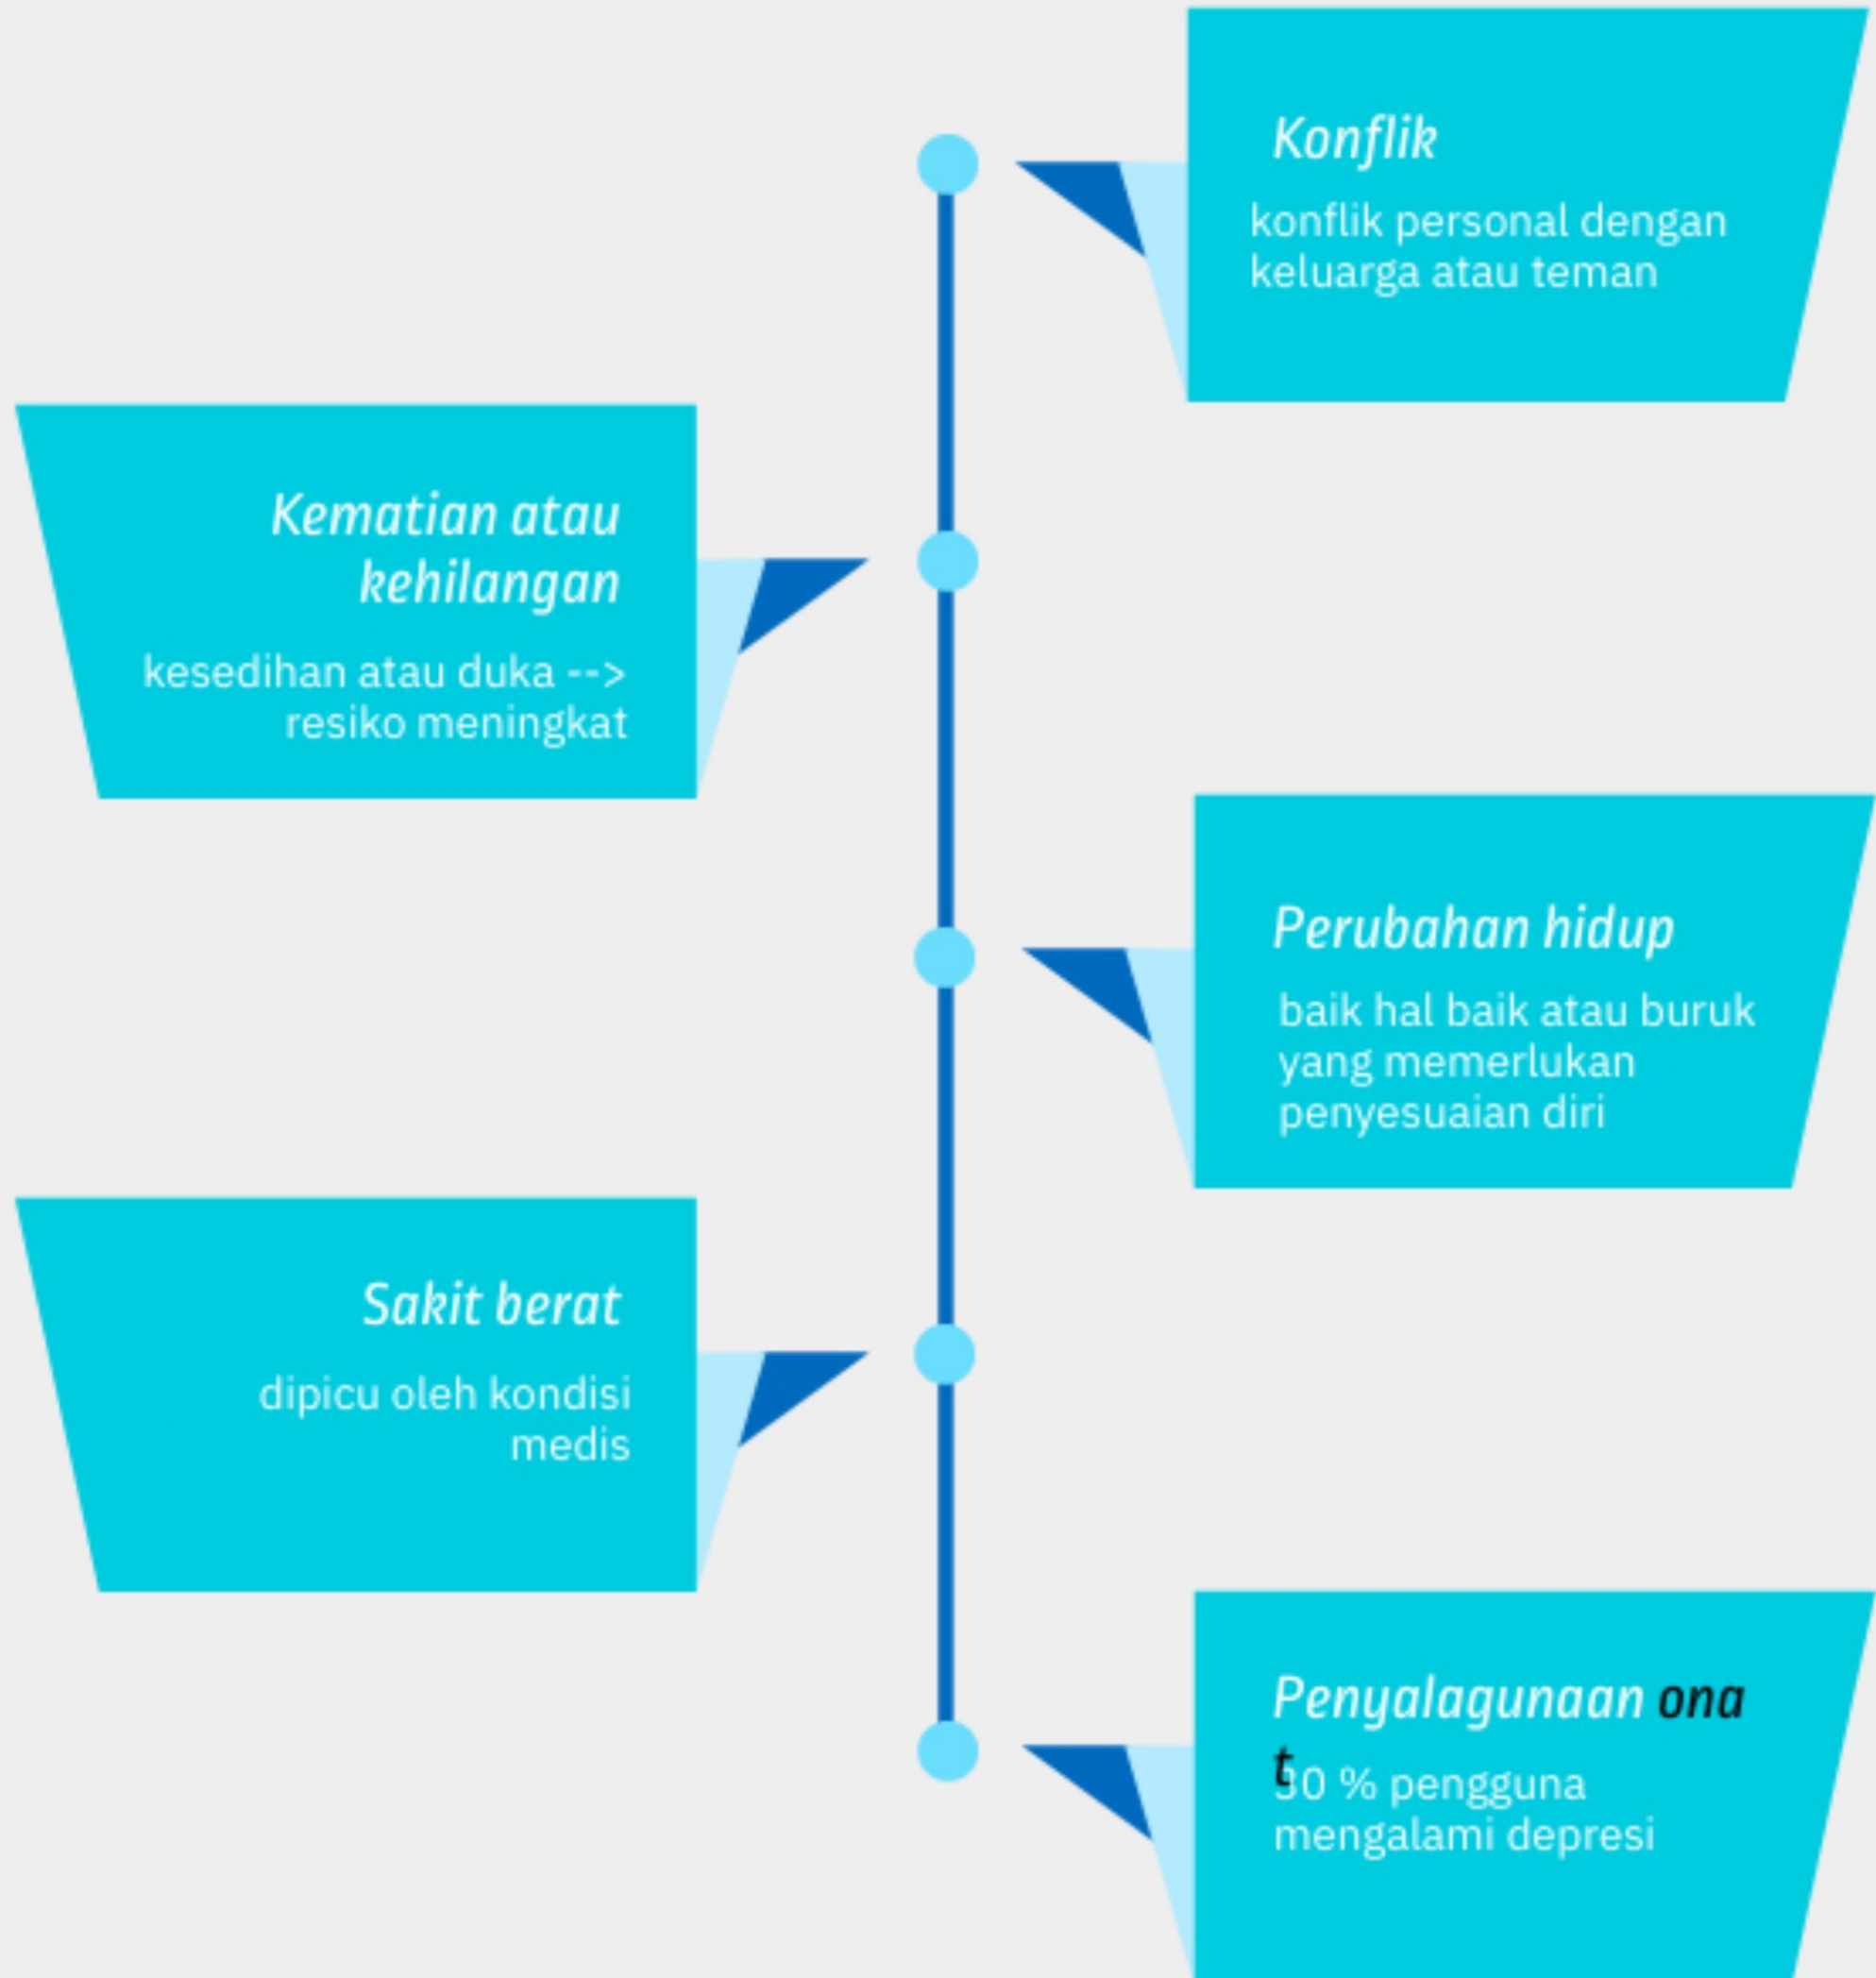 Konflik
konflik personal dengan
keluarga atau teman
Kematian atau
kehilangan
kesedihan atau duka -->
resiko meningkat
Perubahan hidup
baik hal baik atau buruk
yang memerlukan
penyesuaian diri
Sakit berat
dipicu oleh kondisi
medis
Penyalagunaan ona
t
% pengguna
mengalami depresi